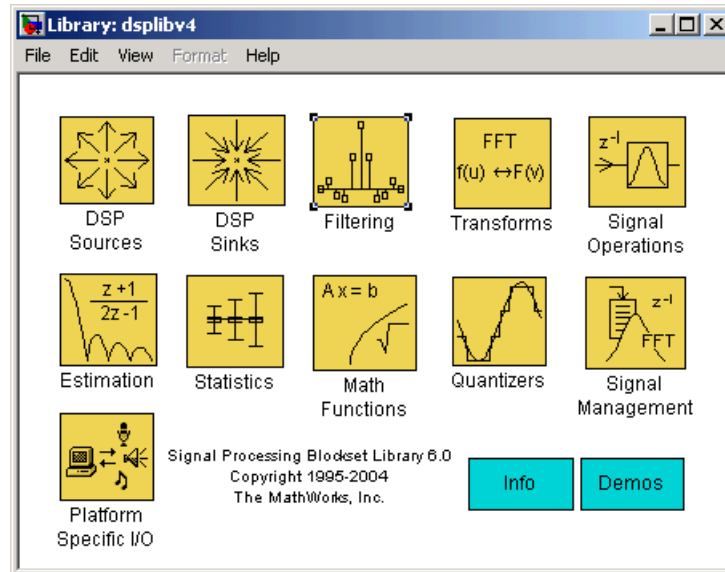 Library: dsplibv4
File Edit View Format Help
FFT
f(u) ↔F(v)
z-1
DSP
Sources
DSP
Sinks
Filtering
Transforms
Signal
Operations
z+1
2z-1
Ax=b
√
z-1
FFT
Estimation
Statistics
Math
Functions
Quantizers
Signal
Management
Platform
Specific I/O
Signal Processing Blockset Library 6.0
Copyright 1995-2004
The MathWorks, Inc.
Info
Demos